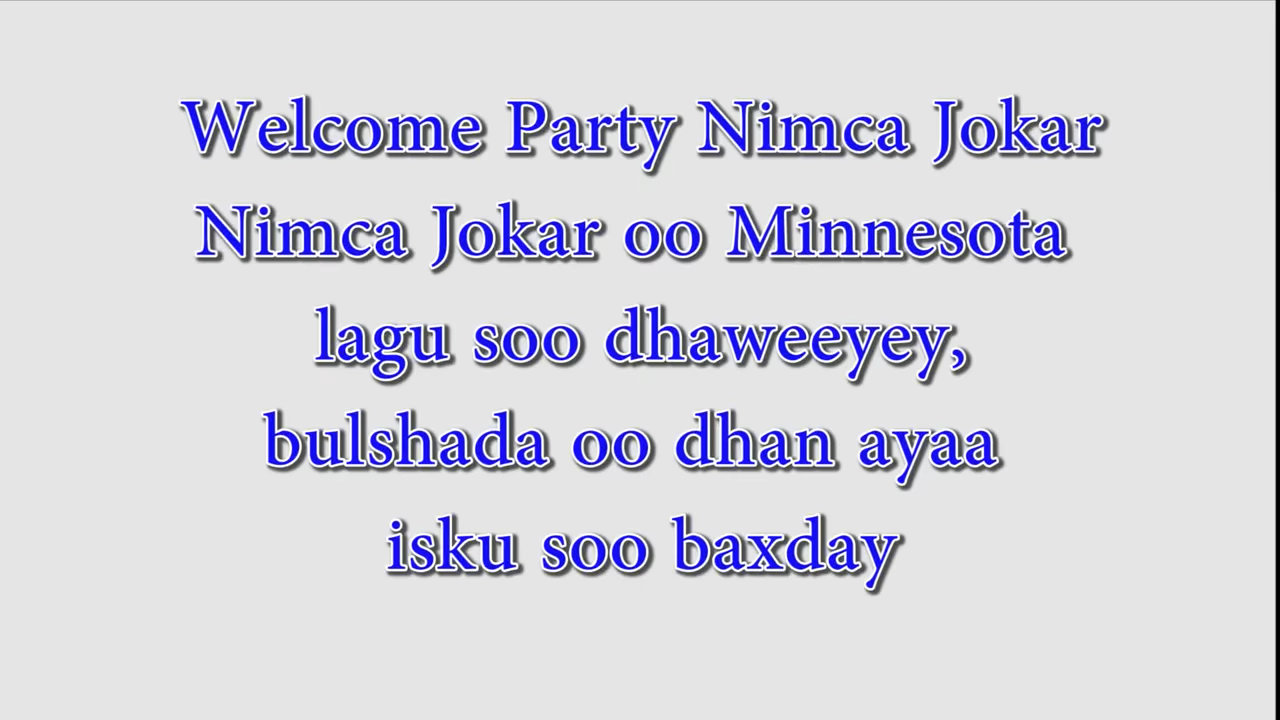 Welcome Party Nimca Jokar
Nimca Jokar oo Minnesota
lagu soo dhaweeyey,
bulshada oo dhan ayaa
isku soo baxday